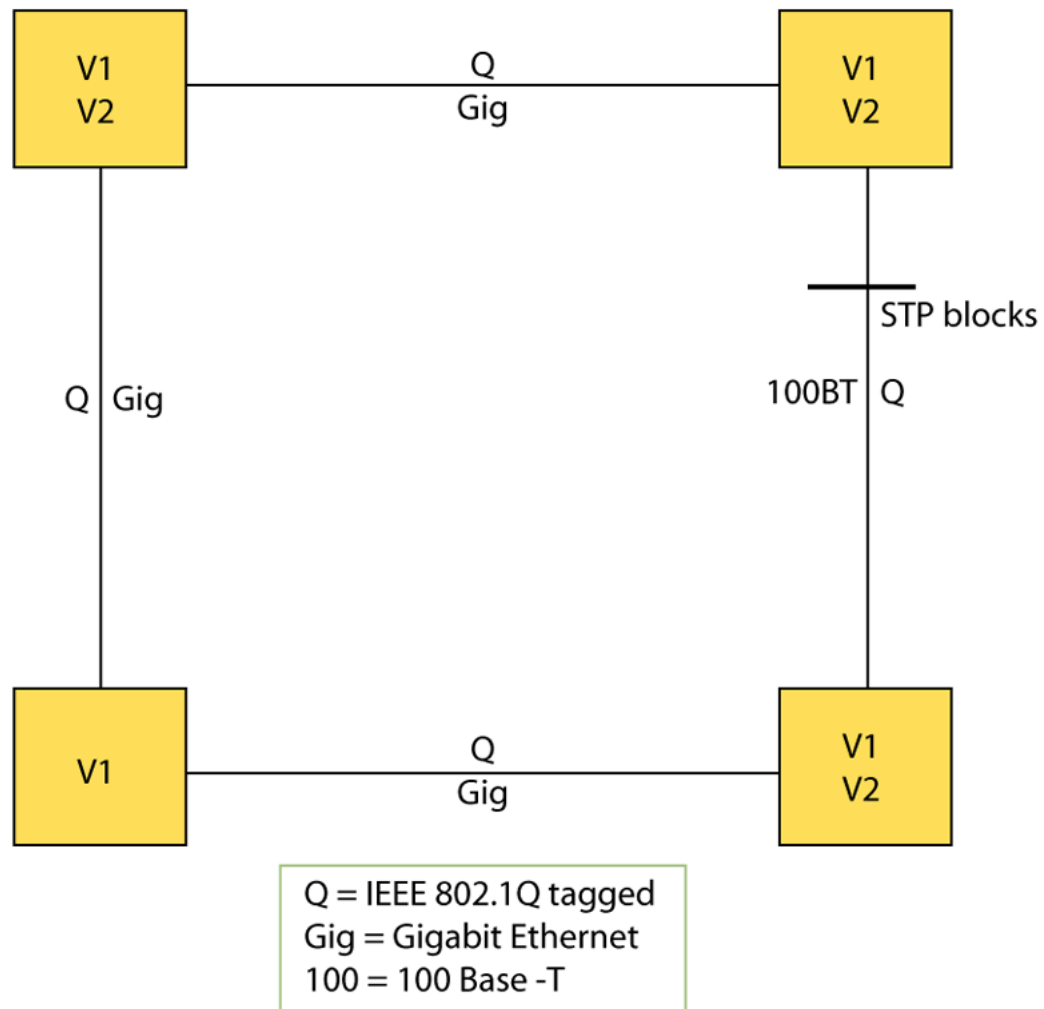 V1
V2
Q
Gig
V1
V2
STP blocks
Q Gig
100BT Q
V1
Q
Gig
V1
V2
Q = IEEE 802.1Q tagged
Gig = Gigabit Ethernet
100 = 100 Base -T